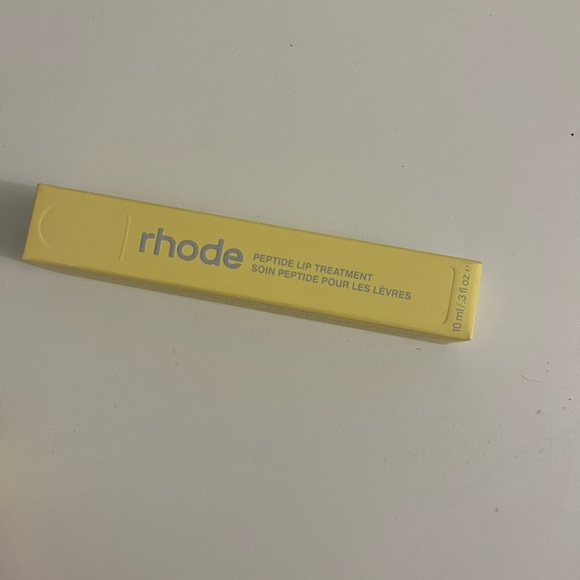 rhode
PEPTIDE LIP TREATMENT
SOIN PEPTIDE POUR LES LÈVRES
10 ml/.3 fl oz e